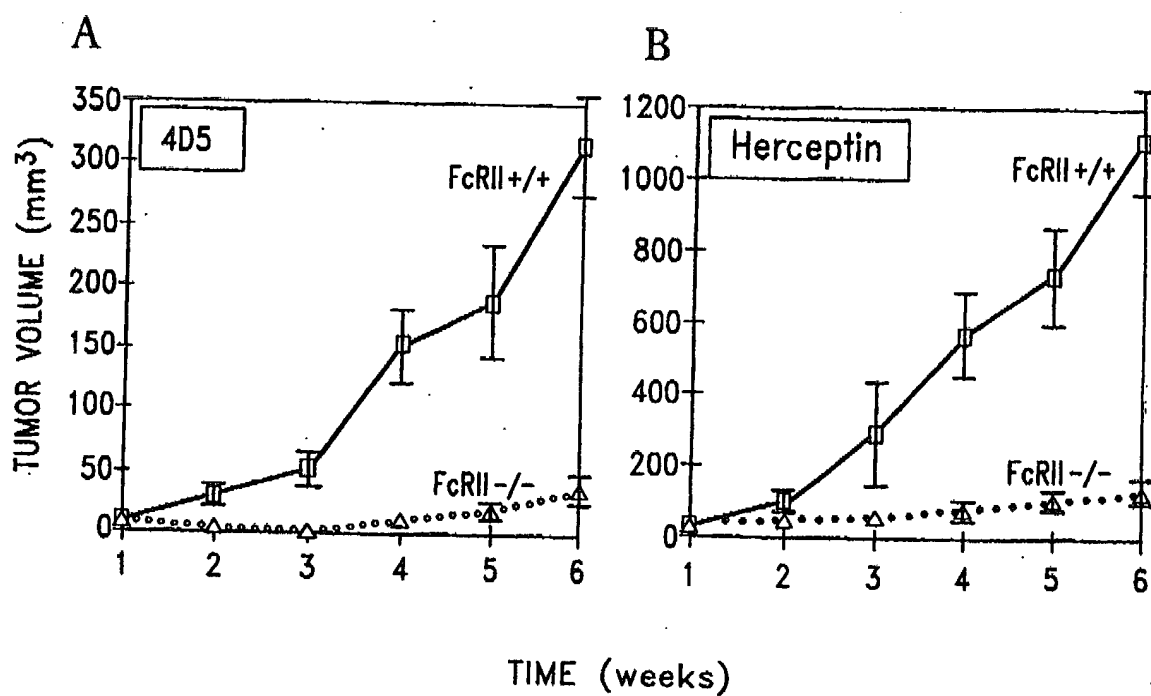 A
B
TUMOR VOLUME (mm³)
350
300
250
200
150
100
50
0
4D5
FcRII+/+
FcRII-/-
1 2 3 4 5 6
1200
1000
800
600
400
200
0
Herceptin
FcRII+/+
FcRII-/-
1 2 3 4 5 6
TIME (weeks)